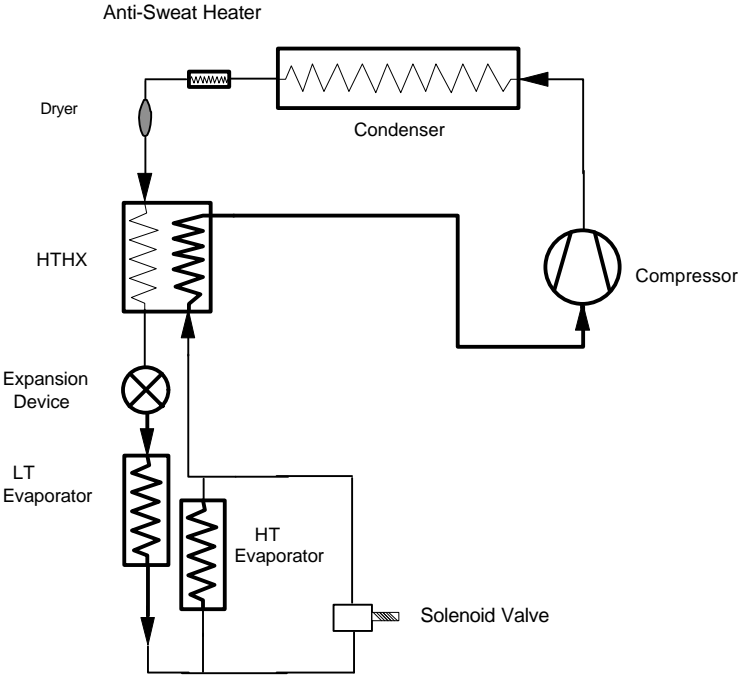 Anti-Sweat Heater
Dryer
Condenser
HTHX
Compressor
Expansion
Device
LT
Evaporator
HT
Evaporator
Solenoid Valve